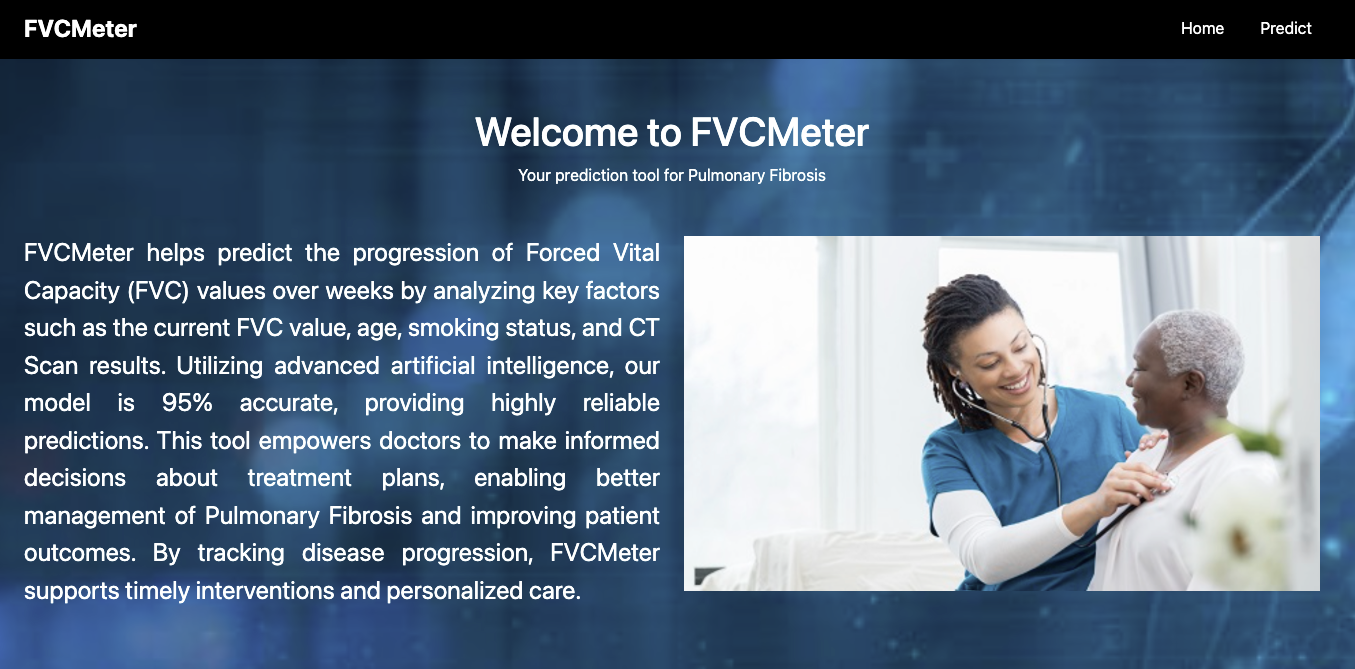 FVCMeter
Home
Predict
Welcome to FVCMeter
Your prediction tool for Pulmonary Fibrosis
FVCMeter helps predict the progression of Forced Vital
Capacity (FVC) values over weeks by analyzing key factors
such as the current FVC value, age, smoking status, and CT
Scan results. Utilizing advanced artificial intelligence, our
model is 95% accurate, providing highly reliable
predictions. This tool empowers doctors to make informed
decisions about treatment plans, enabling better
management of Pulmonary Fibrosis and improving patient
outcomes. By tracking disease progression, FVCMeter
supports timely interventions and personalized care.